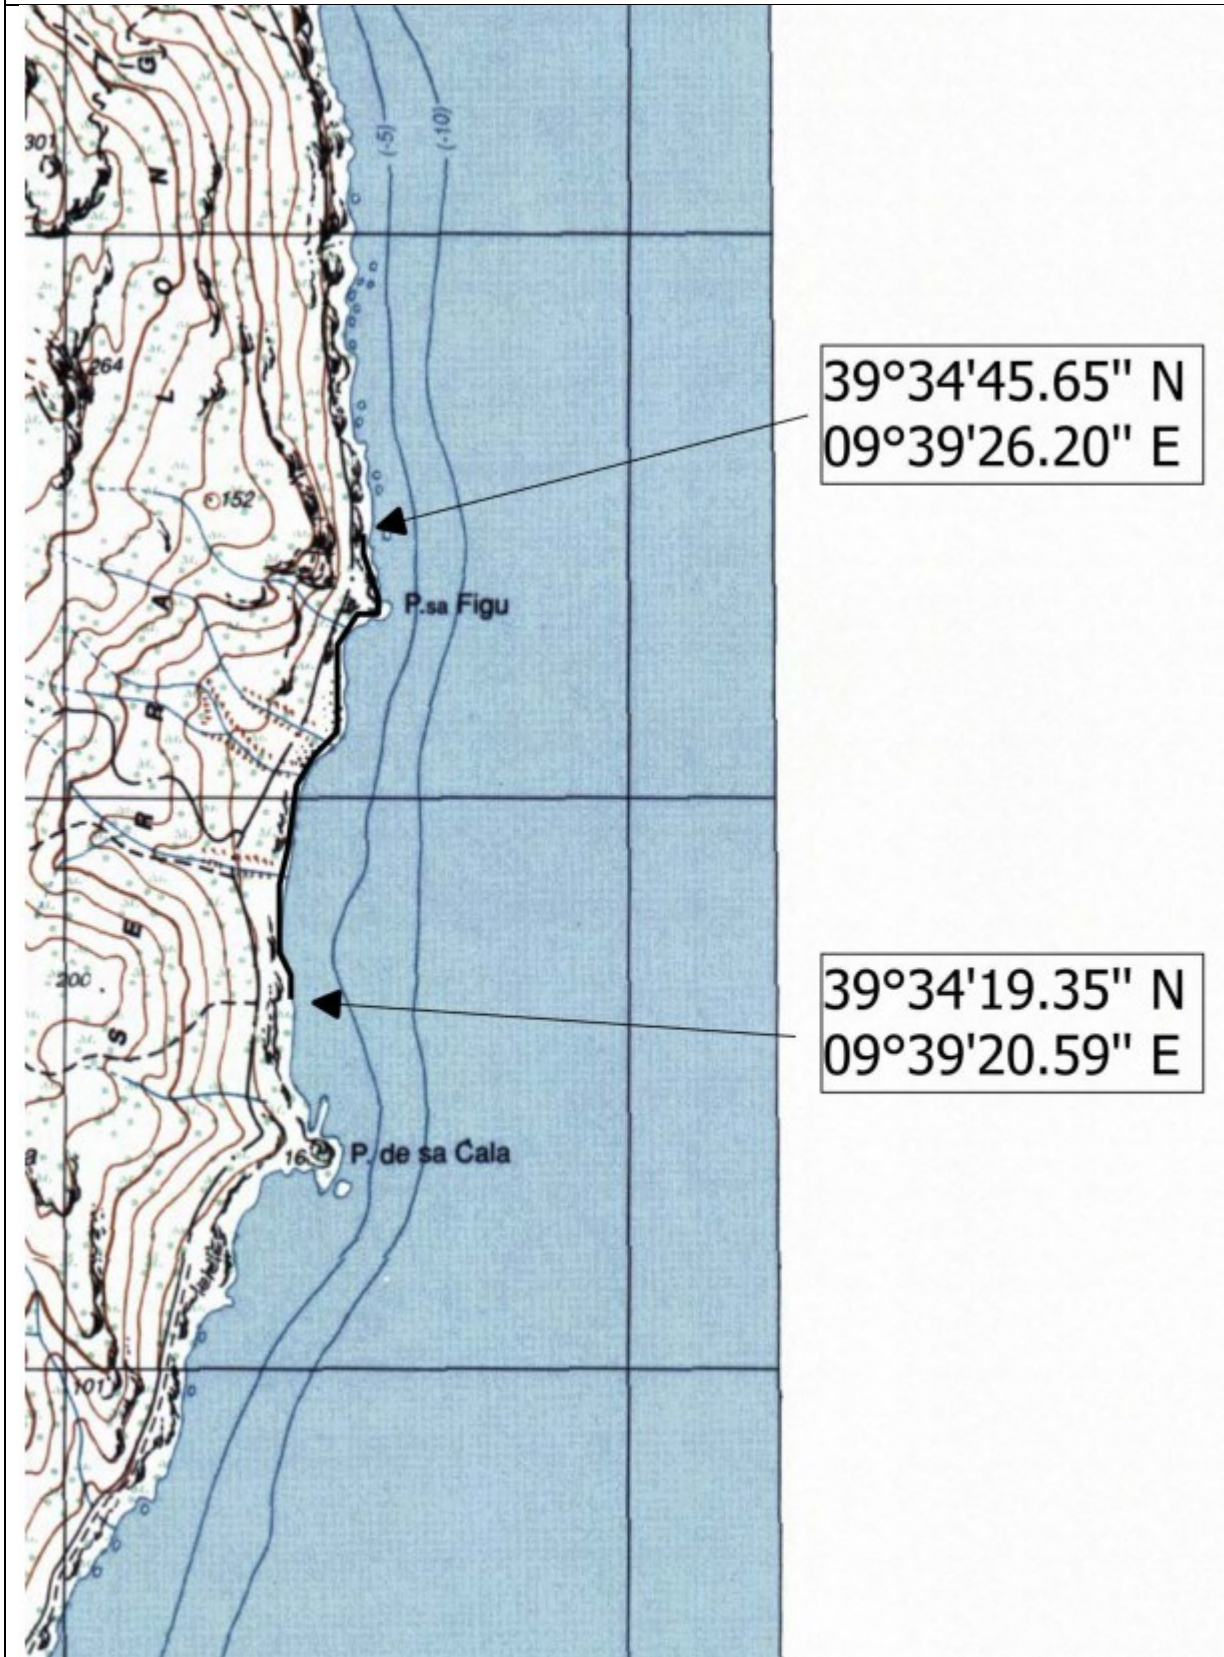 G
(-5)
(-10)
301
N
O
264
L
39°34'45.65" N
09°39'26.20" E
152
A
P.sa Figu
R
R
E
200
S
39°34'19.35" N
09°39'20.59" E
16
P. de sa Cala
a
101